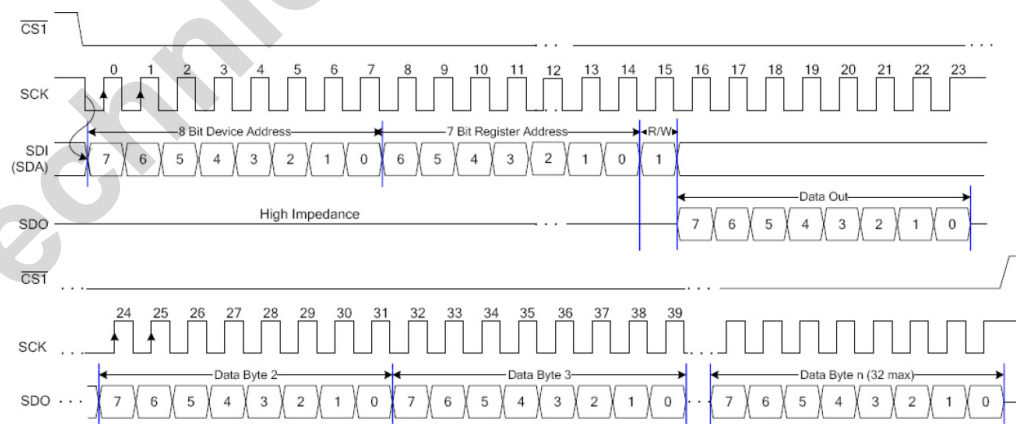 CS1
0 1 2 3 4 5 6 7 8 9 10 11 12 13 14 15 16 17 18 19 20 21 22 23
SCK
8 Bit Device Address 7 Bit Register Address R/W
SDI
(SDA)
7 6 5 4 3 2 1 0 6 5 4 3 2 1 0 1
Data Out
High Impedance
SDO
7 6 5 4 3 2 1 0
CS1
24 25 26 27 28 29 30 31 32 33 34 35 36 37 38 39
SCK
Data Byte 2 Data Byte 3 Data Byte n (32 max)
SDO
7 6 5 4 3 2 1 0 7 6 5 4 3 2 1 0 7 6 5 4 3 2 1 0